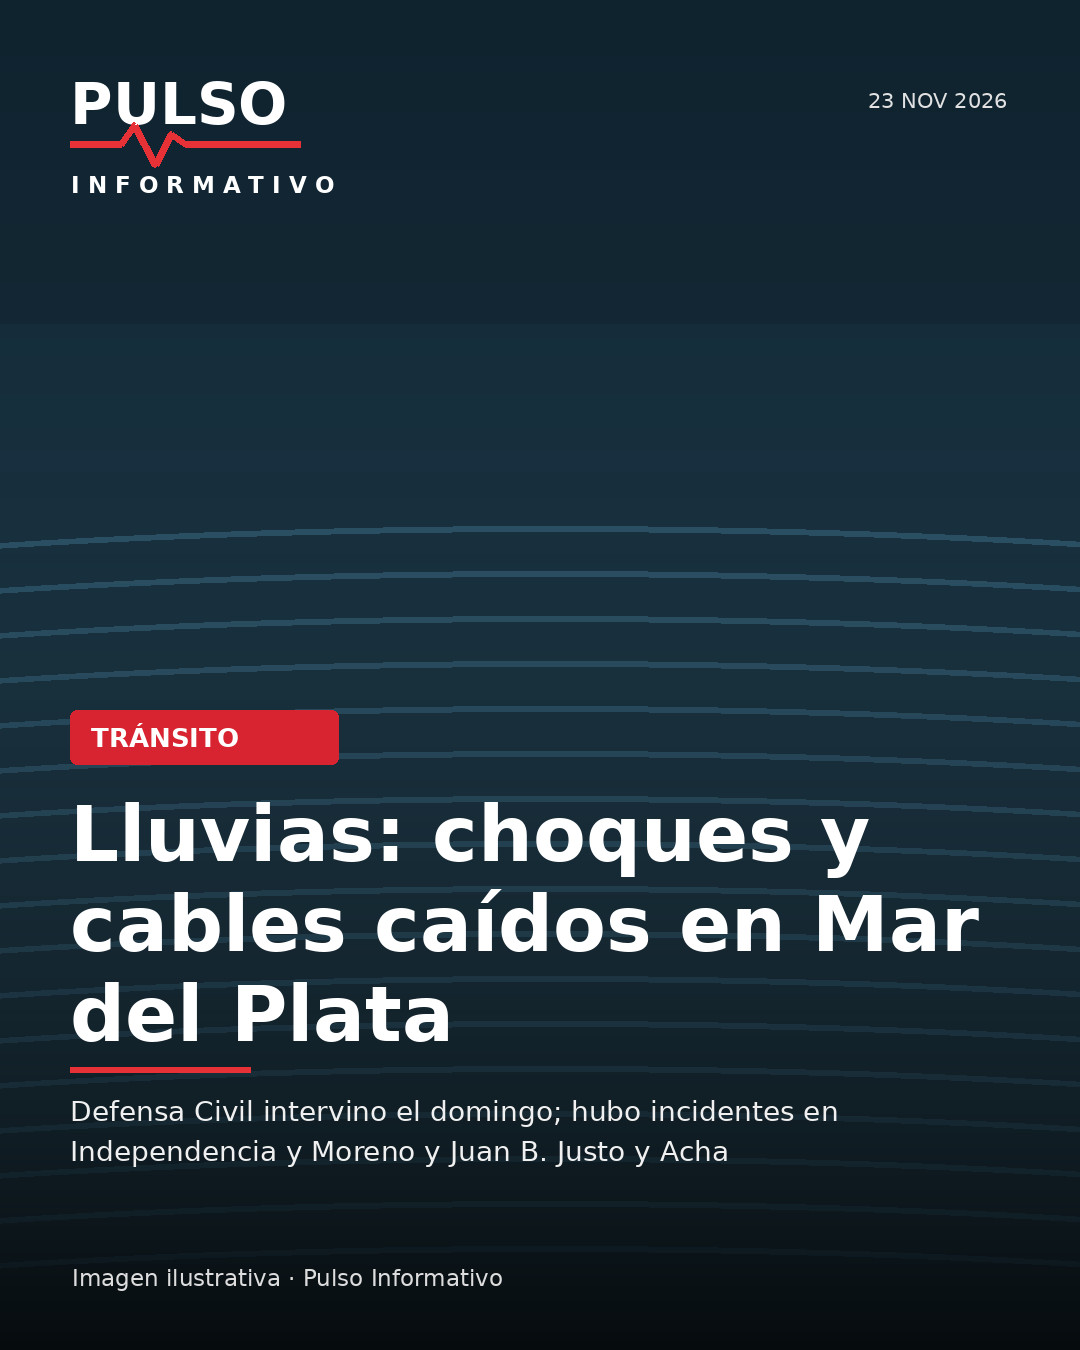 PULSO
INFORMATIVO
23 NOV 2026
TRÁNSITO
Lluvias: choques y
cables caídos en Mar
del Plata
Defensa Civil intervino el domingo; hubo incidentes en
Independencia y Moreno y Juan B. Justo y Acha
Imagen ilustrativa · Pulso Informativo